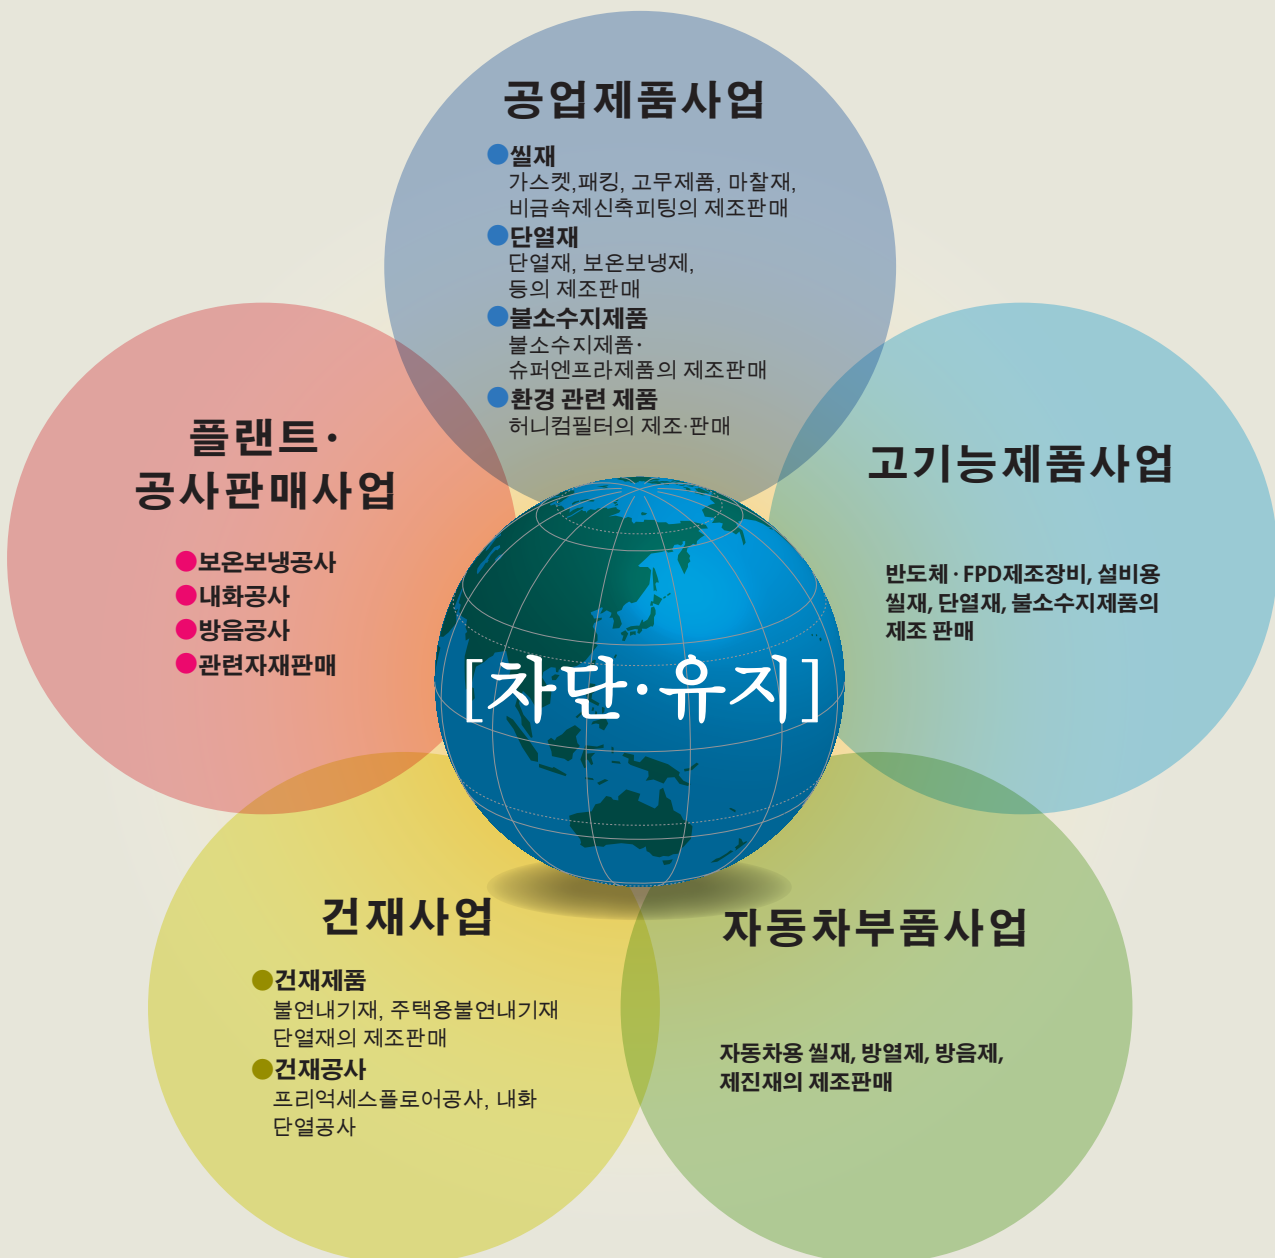 공업제품사업
●씰재
가스켓,패킹, 고무제품, 마찰재,
비금속제신축피팅의 제조판매
●단열재
단열재, 보온보냉제,
등의 제조판매
●불소수지제품
불소수지제품·
슈퍼엔프라제품의 제조판매
●환경 관련 제품
허니컴필터의 제조·판매
플랜트·
공사판매사업
●보온보냉공사
●내화공사
●방음공사
●관련자재판매
고기능제품사업
반도체·FPD제조장비, 설비용
씰재, 단열재, 불소수지제품의
제조 판매
[차단·유지]
건재사업
●건재제품
불연내기재, 주택용불연내기재
단열재의 제조판매
●건재공사
프리억세스플로어공사, 내화
단열공사
자동차부품사업
자동차용 씰재, 방열제, 방음제,
제진재의 제조판매